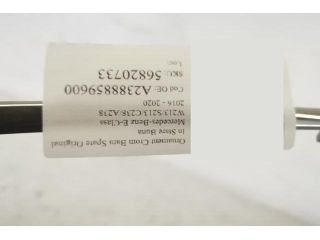 Ornament Crom Bara Spate Original
In Stare Buna
Mercedes-Benz E-Class
W213/S213/C238/A238
2016 - 2020
Cod OE: A2388859600
SKU: 56820733
Loc: